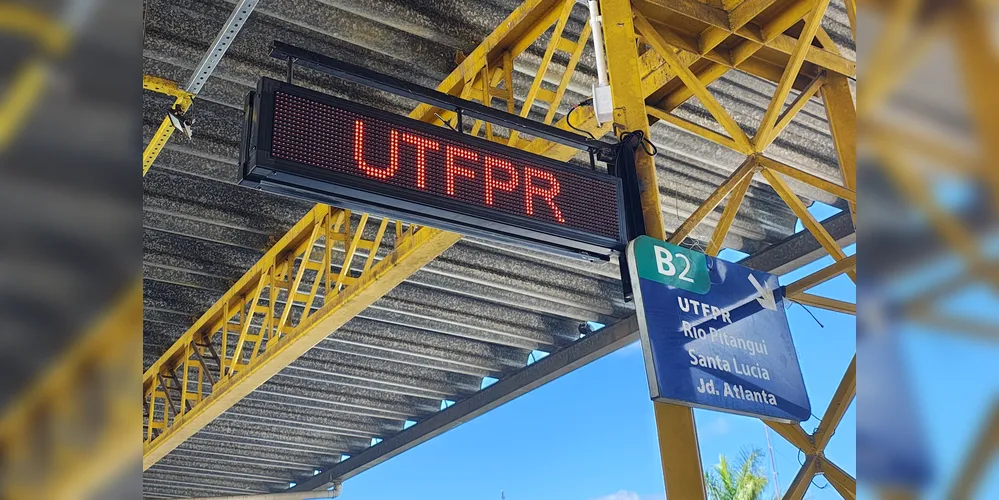 UTFPR
B2
UTFPR
Rio Pitangui
Santa Lucia
Jd. Atlanta